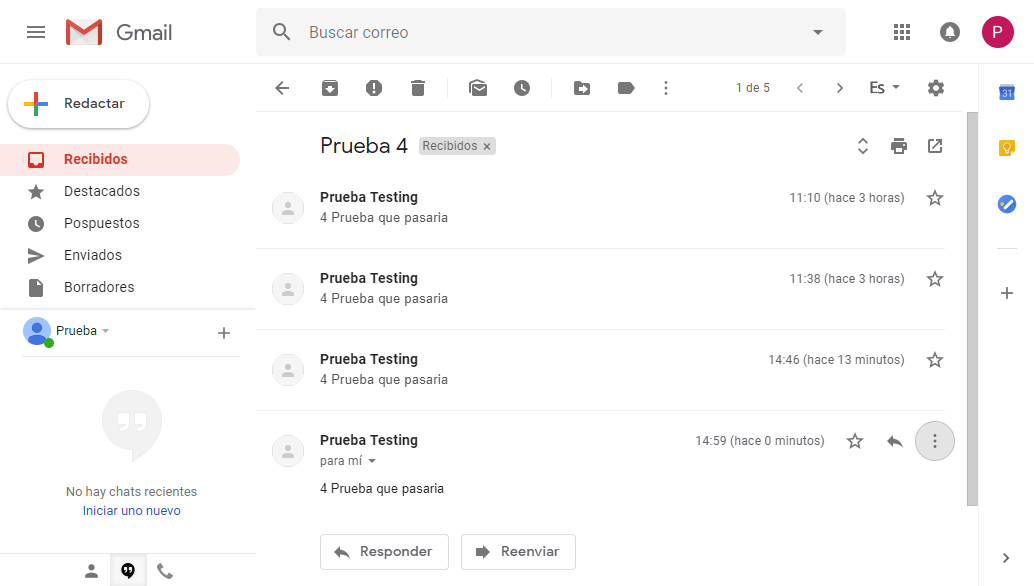 Gmail
Buscar correo
P
Redactar
1 de 5
Es
31
Recibidos
Destacados
Pospuestos
Enviados
Borradores
Prueba
No hay chats recientes
Iniciar uno nuevo
Prueba 4 Recibidos ×
Prueba Testing 11:10 (hace 3 horas)
4 Prueba que pasaria
Prueba Testing 11:38 (hace 3 horas)
4 Prueba que pasaria
Prueba Testing 14:46 (hace 13 minutos)
4 Prueba que pasaria
Prueba Testing 14:59 (hace 0 minutos)
para mí
4 Prueba que pasaria
Responder Reenviar